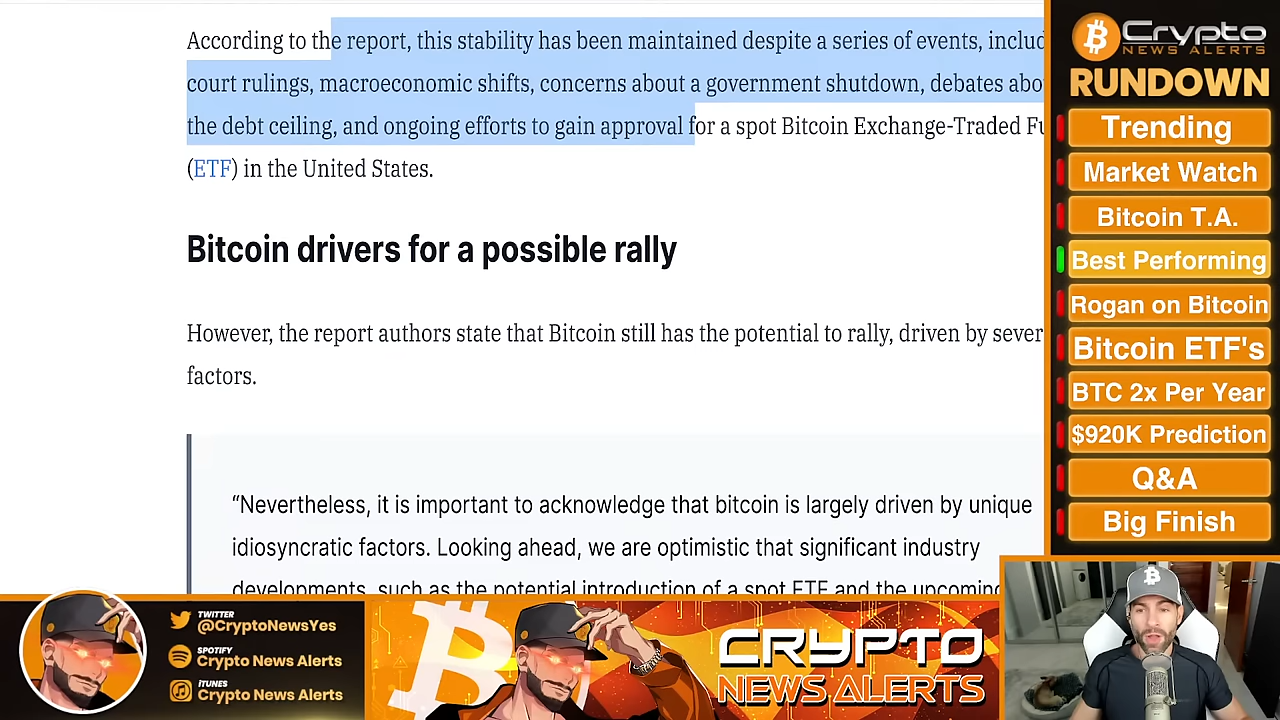 According to the report, this stability has been maintained despite a series of events, includ
court rulings, macroeconomic shifts, concerns about a government shutdown, debates abo
the debt ceiling, and ongoing efforts to gain approval for a spot Bitcoin Exchange-Traded Fu
(ETF) in the United States.
Bitcoin drivers for a possible rally
However, the report authors state that Bitcoin still has the potential to rally, driven by sever
factors.
“Nevertheless, it is important to acknowledge that bitcoin is largely driven by unique
idiosyncratic factors. Looking ahead, we are optimistic that significant industry
developments, such as the potential introduction of a spot ETF and the upcoming
Crypto
NEWS ALERTS
RUNDOWN
Trending
Market Watch
Bitcoin T.A.
Best Performing
Rogan on Bitcoin
Bitcoin ETF's
BTC 2x Per Year
$920K Prediction
Q&A
Big Finish
TWITTER
@CryptoNewsYes
SPOTIFY
Crypto News Alerts
iTUNES
Crypto News Alerts
CRYPTO
NEWS ALERTS